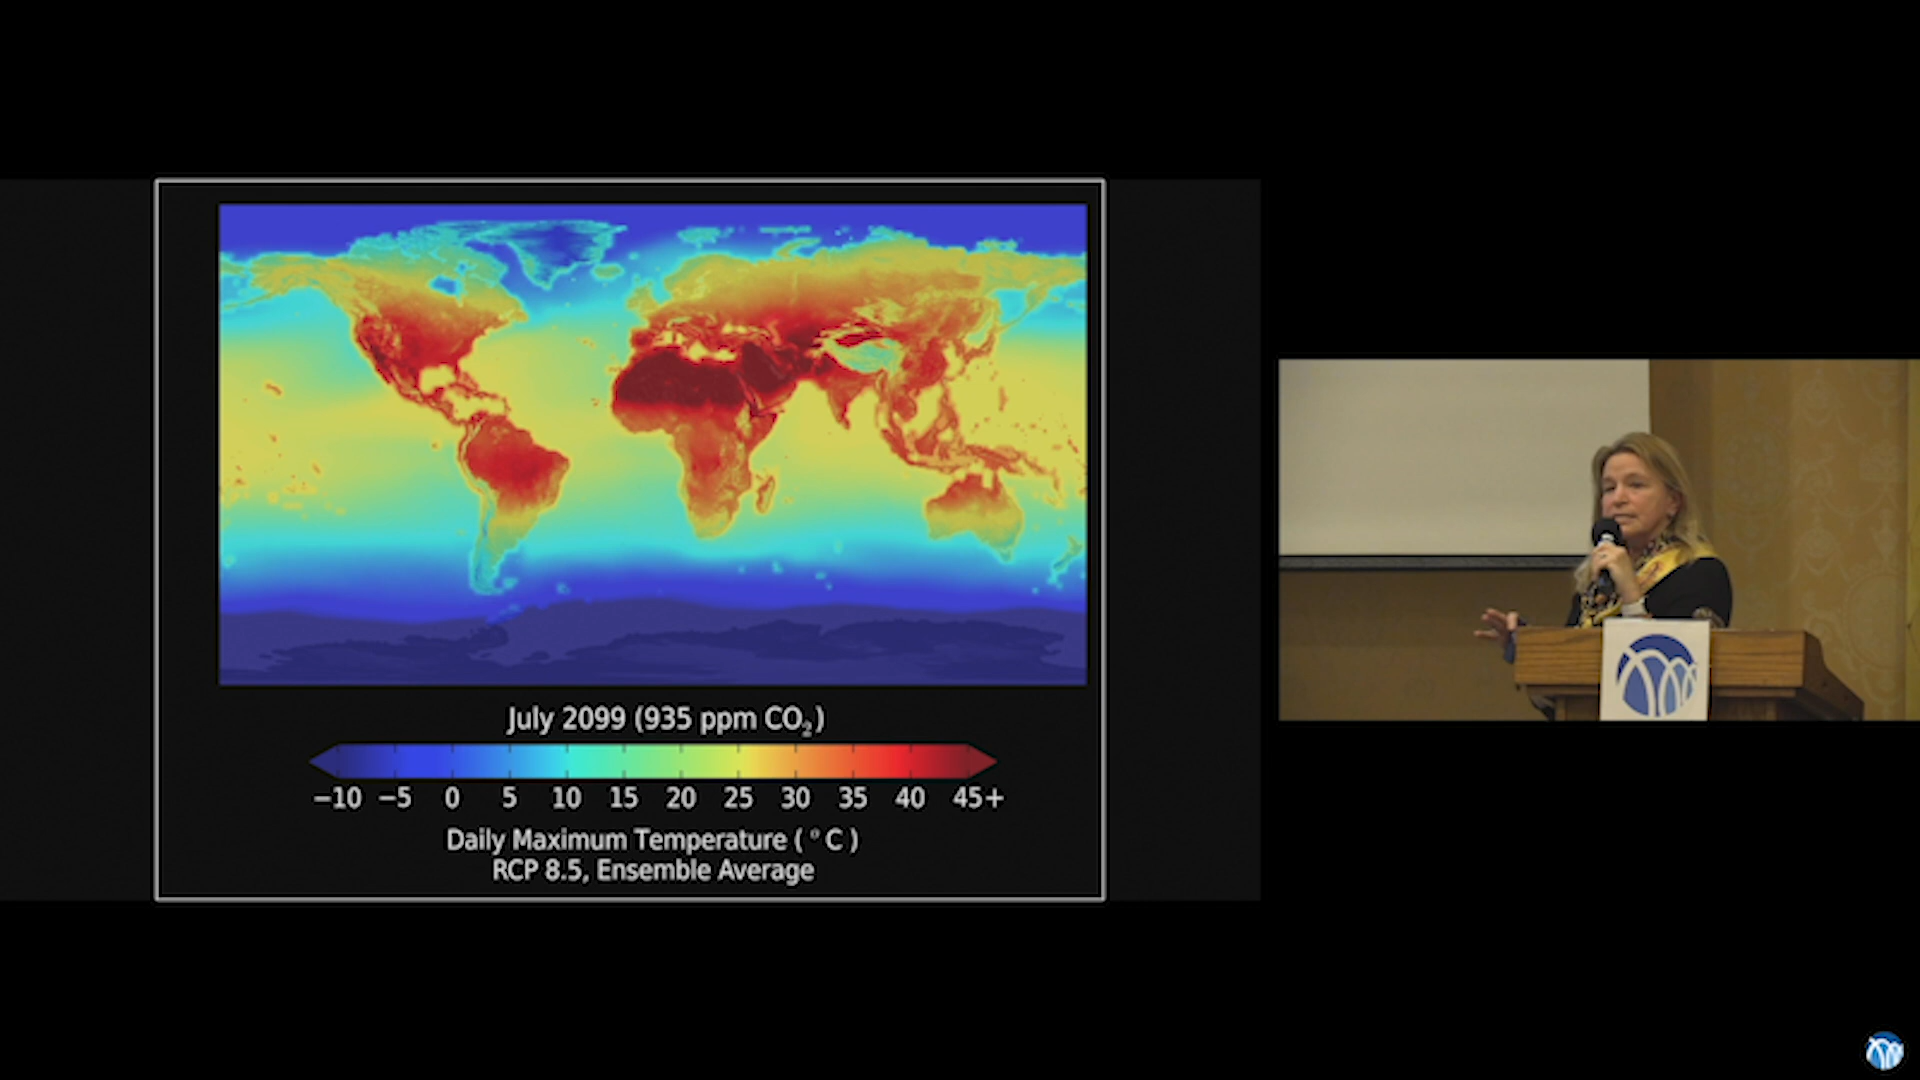 July 2099 (935 ppm CO₂)
−10 −5 0 5 10 15 20 25 30 35 40 45+
Daily Maximum Temperature ( ° C )
RCP 8.5, Ensemble Average